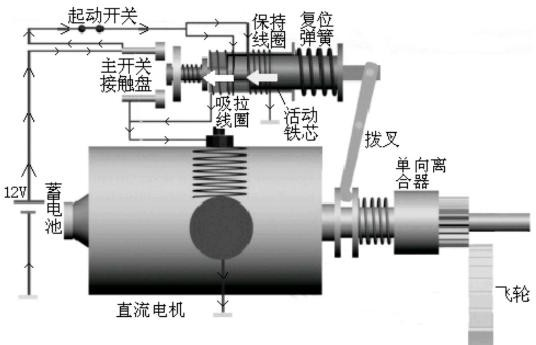 起动开关
保持
线圈
复位
弹簧
主开关
接触盘
吸拉
线圈
活动
铁芯
拨叉
单向离
合器
12V
蓄
电
池
直流电机
飞轮